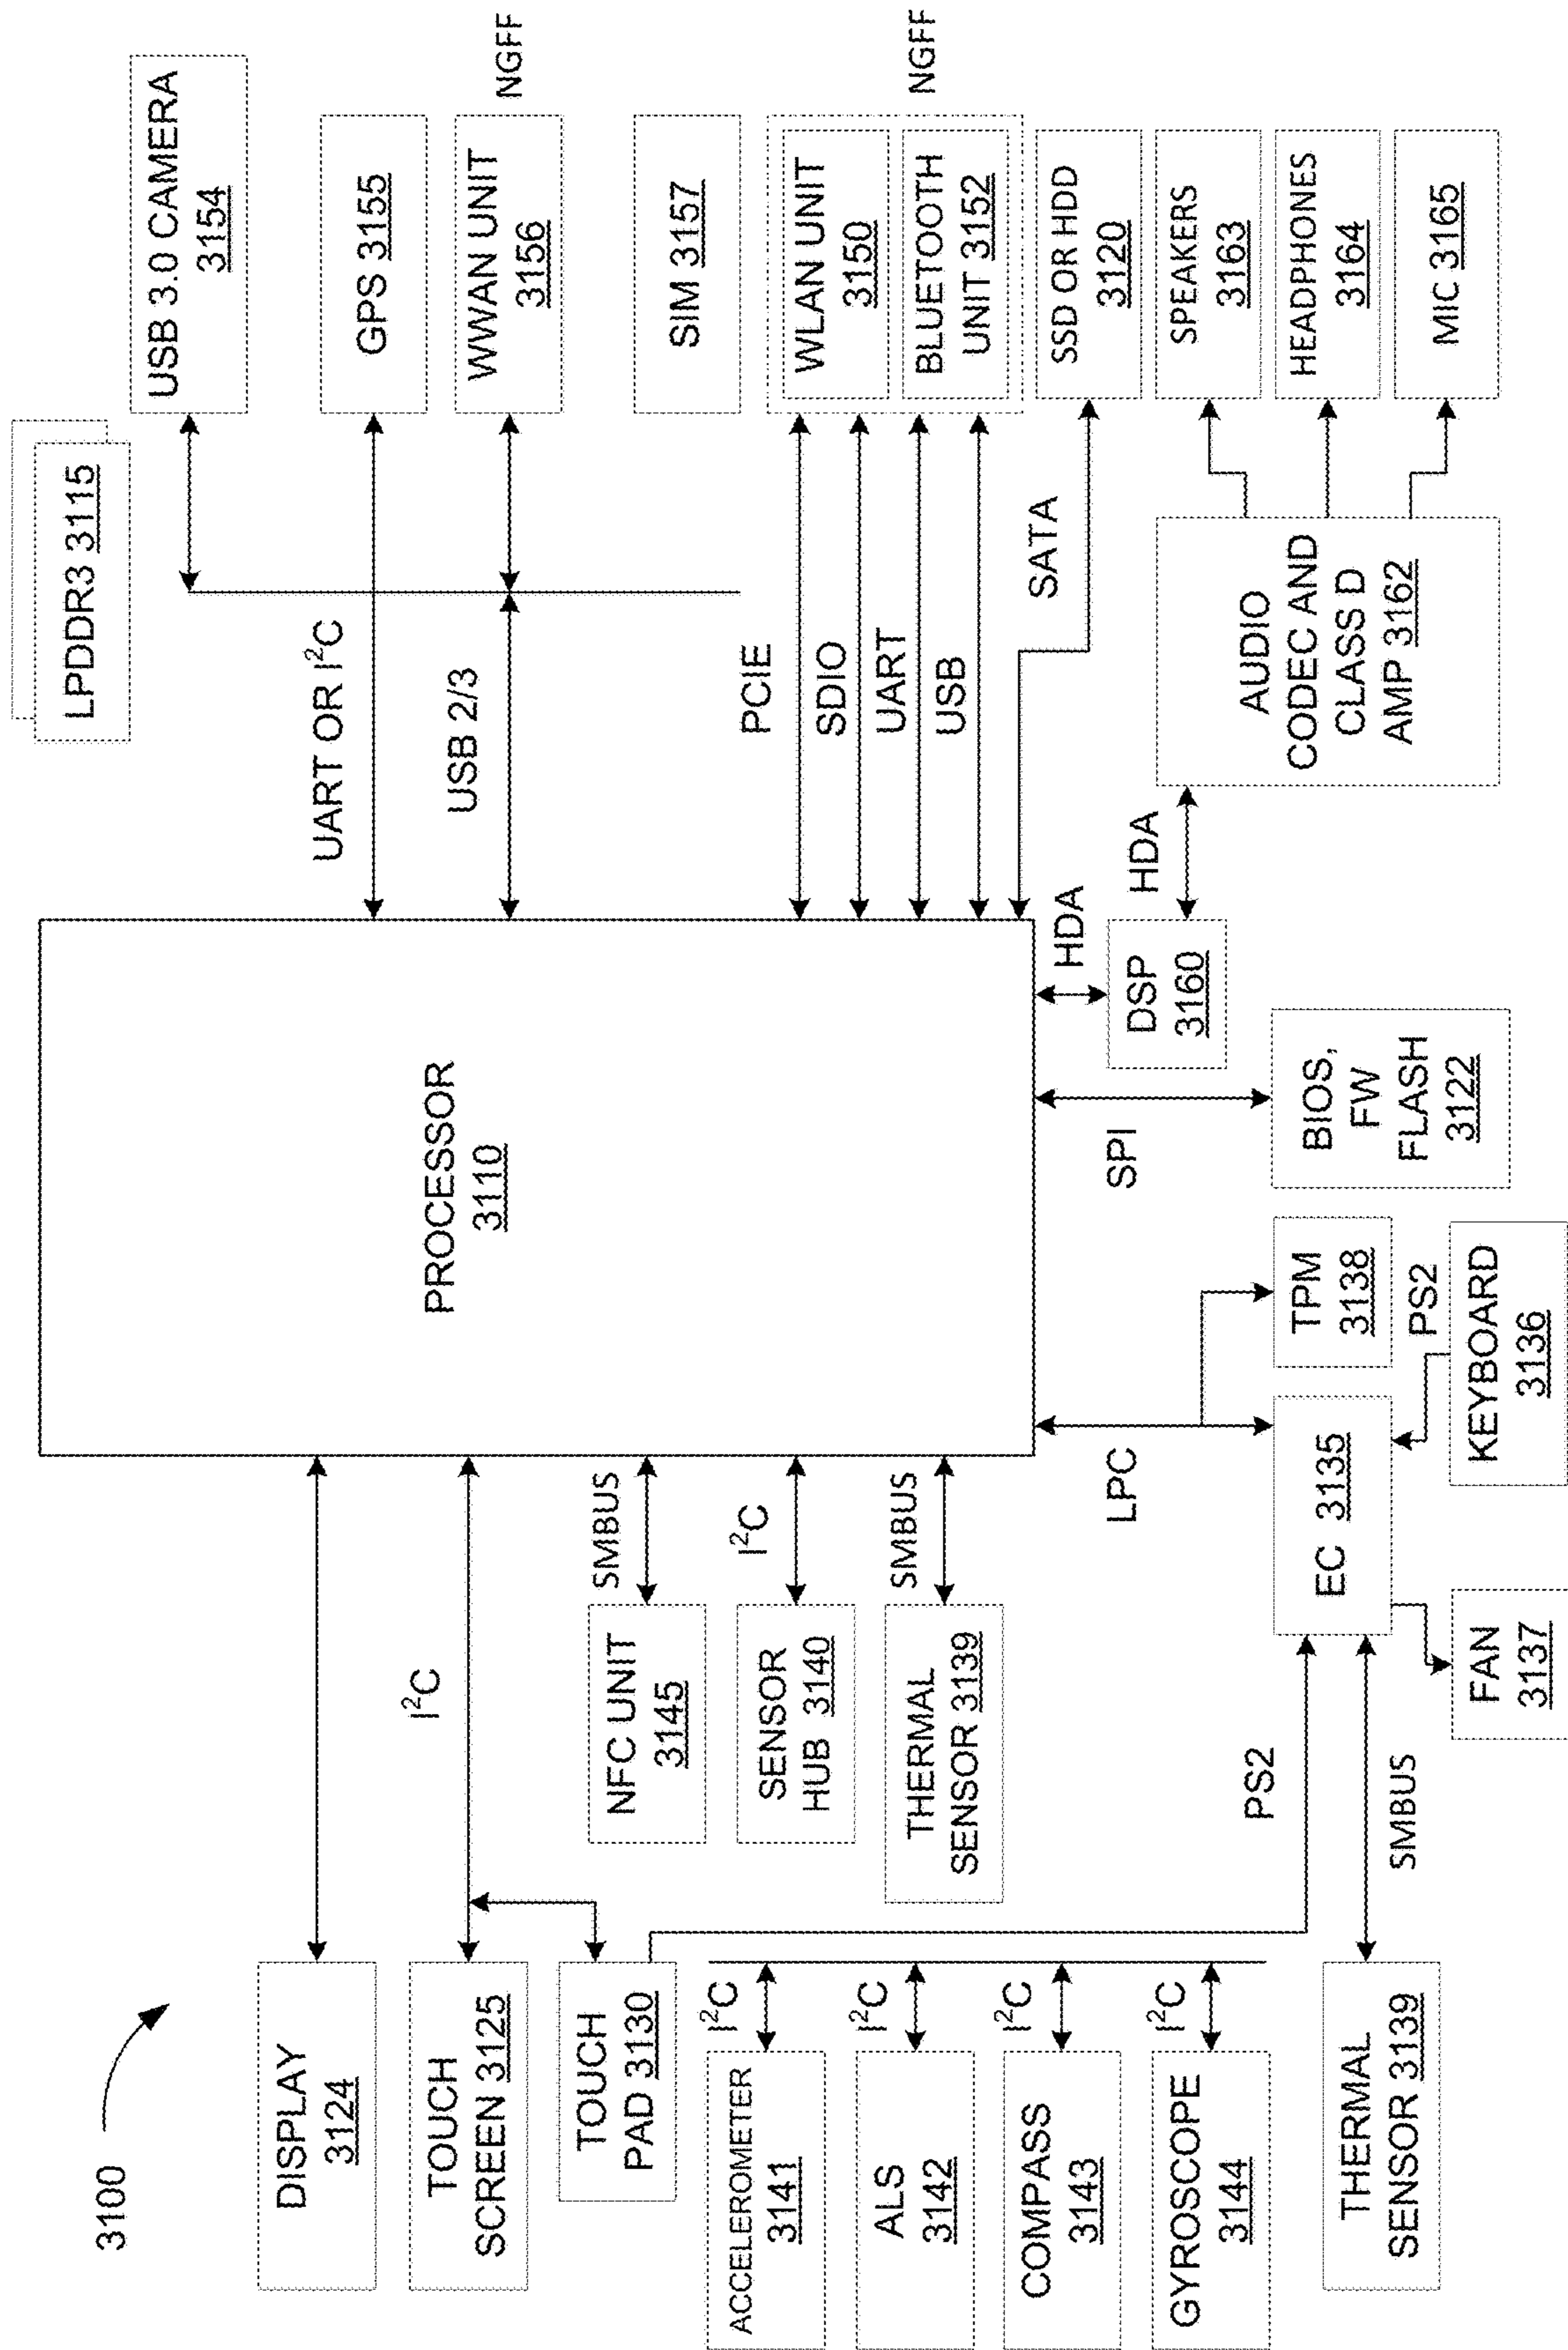 3100
LPDDR3 3115
DISPLAY
3124
TOUCH
SCREEN 3125
I²C
TOUCH
PAD 3130
ACCELEROMETER
3141
I²C
ALS
3142
I²C
COMPASS
3143
I²C
GYROSCOPE
3144
I²C
THERMAL
SENSOR 3139
SMBUS
PS2
NFC UNIT
3145
SMBUS
SENSOR
HUB 3140
I²C
THERMAL
SENSOR 3139
SMBUS
PROCESSOR
3110
LPC
EC 3135
FAN
3137
TPM
3138
PS2
KEYBOARD
3136
SPI
BIOS,
FW
FLASH
3122
HDA
DSP
3160
HDA
AUDIO
CODEC AND
CLASS D
AMP 3162
UART OR I²C
USB 2/3
PCIE
SDIO
UART
USB
SATA
USB 3.0 CAMERA
3154
GPS 3155
WWAN UNIT
3156
NGFF
SIM 3157
WLAN UNIT
3150
BLUETOOTH
UNIT 3152
NGFF
SSD OR HDD
3120
SPEAKERS
3163
HEADPHONES
3164
MIC 3165